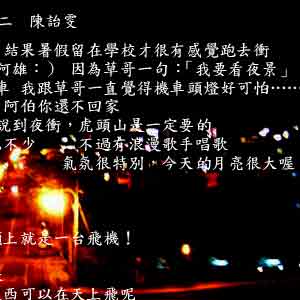 二　陳詒雯
結果暑假留在學校才很有感覺跑去衝
阿雄：） 因為草哥一句：「我要看夜景」
車 我跟草哥一直覺得機車頭燈好可怕……
阿伯你還不回家
說到夜衝，虎頭山是一定要的
不少　不過有浪漫歌手唱歌
氣氛很特別，今天的月亮很大喔
上就是一台飛機！
西可以在天上飛呢